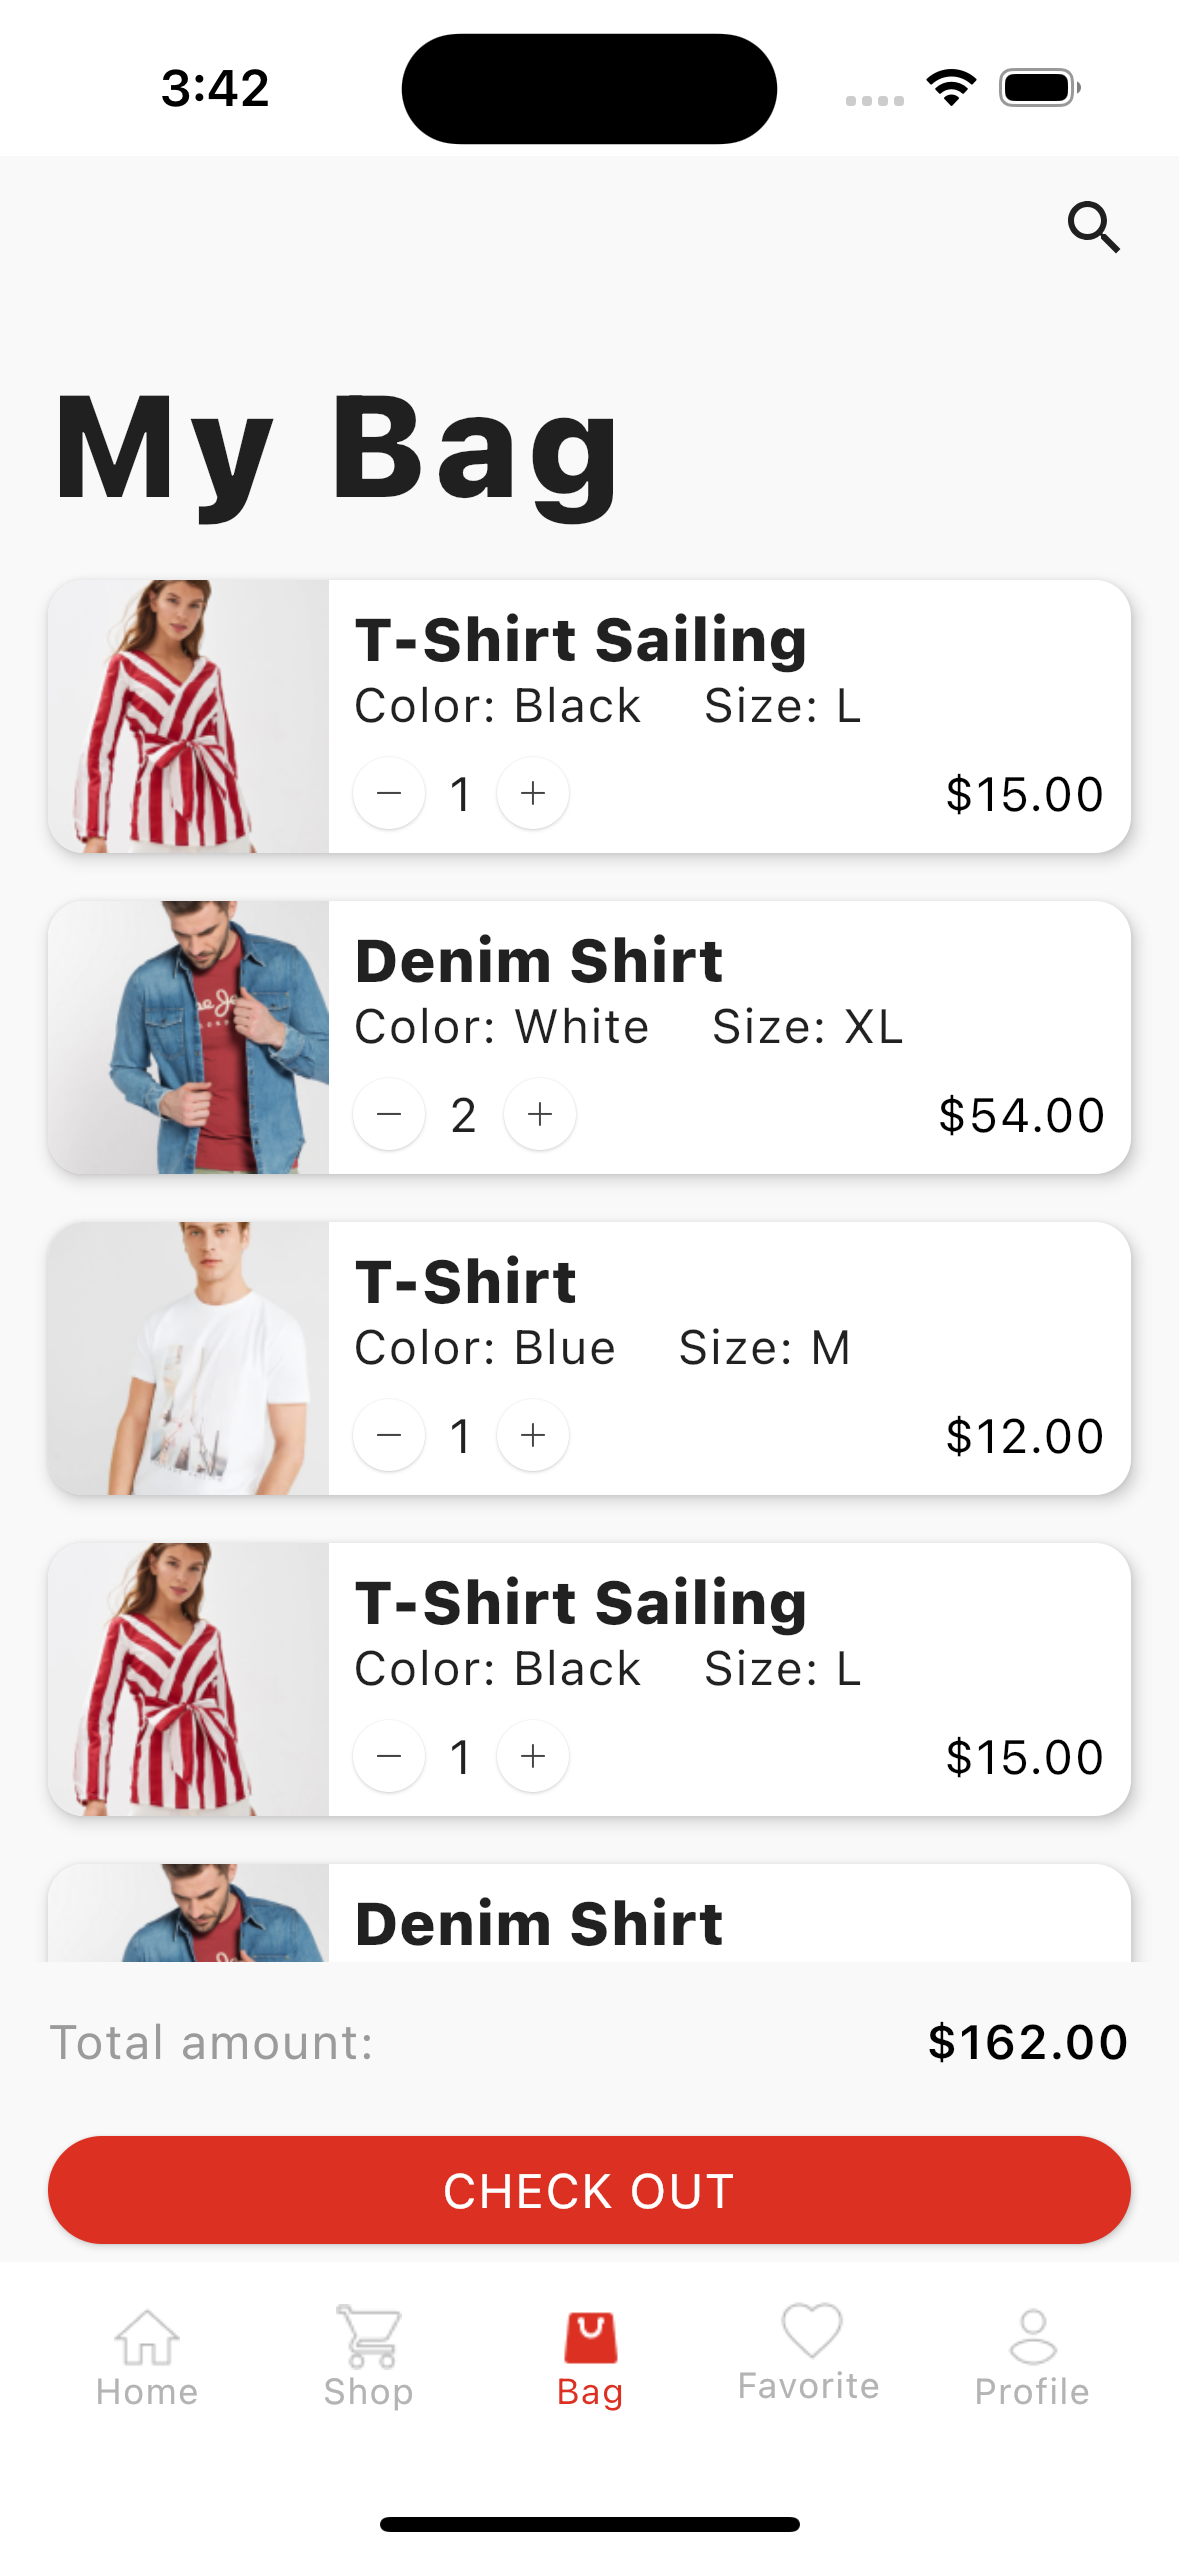 3:42
My Bag
T-Shirt Sailing
Color: Black Size: L
1 $15.00
Denim Shirt
Color: White Size: XL
2 $54.00
T-Shirt
Color: Blue Size: M
1 $12.00
T-Shirt Sailing
Color: Black Size: L
1 $15.00
Denim Shirt
Total amount: $162.00
CHECK OUT
Home Shop Bag Favorite Profile